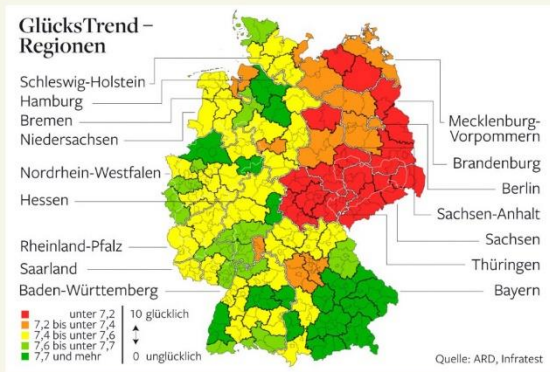 GlücksTrend –
Regionen
Schleswig-Holstein
Hamburg
Bremen
Niedersachsen
Nordrhein-Westfalen
Hessen
Rheinland-Pfalz
Saarland
Baden-Württemberg
Mecklenburg-
Vorpommern
Brandenburg
Berlin
Sachsen-Anhalt
Sachsen
Thüringen
Bayern
unter 7,2
7,2 bis unter 7,4
7,4 bis unter 7,6
7,6 bis unter 7,7
7,7 und mehr
10 glücklich
0 unglücklich
Quelle: ARD, Infratest